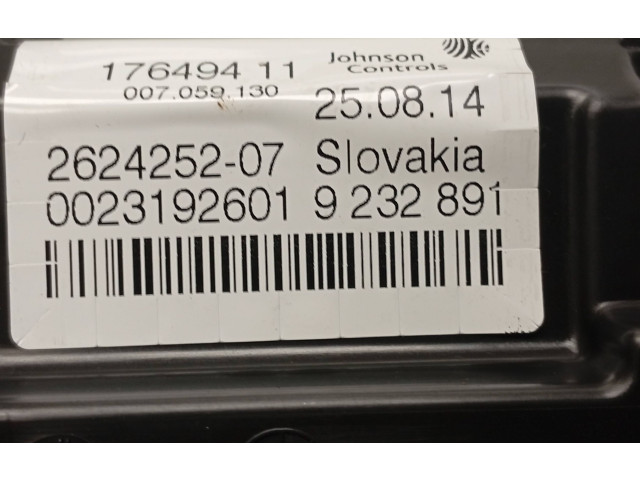 176494 11
007.059.130
Johnson
Controls
25.08.14
2624252-07 Slovakia
0023192601 9 232 891